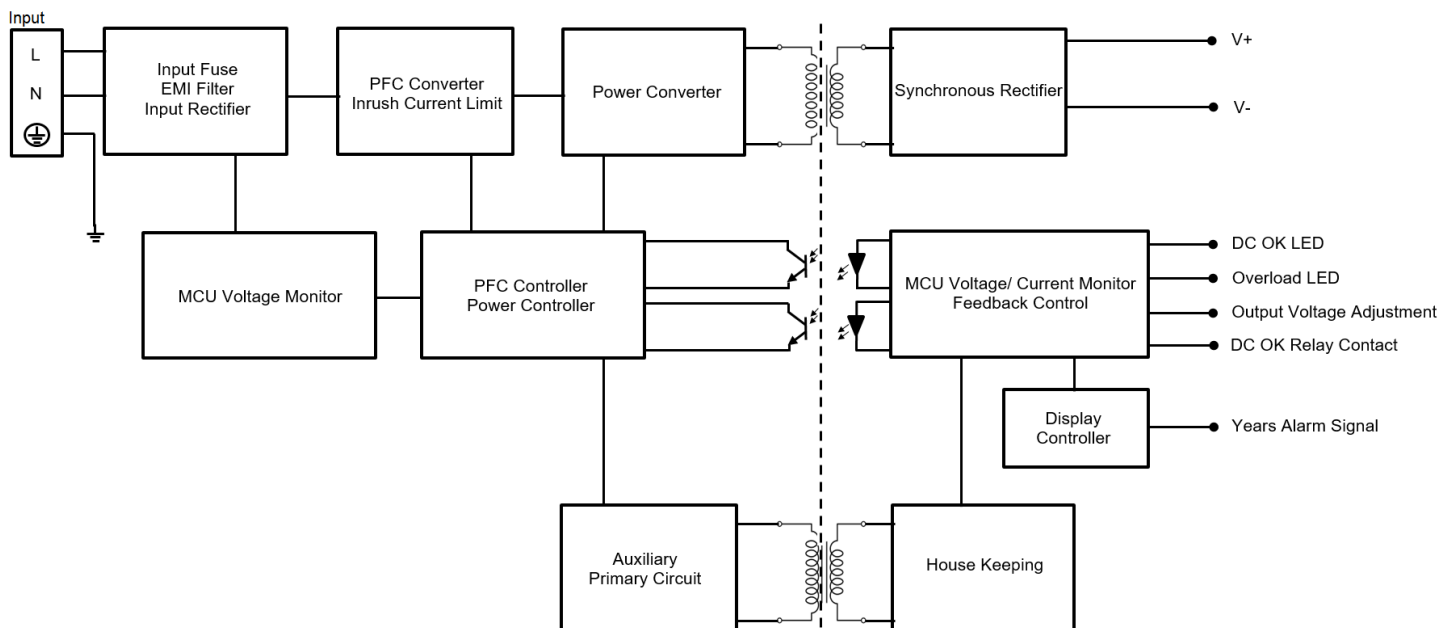 Input
L
N
Input Fuse
EMI Filter
Input Rectifier
PFC Converter
Inrush Current Limit
Power Converter
Synchronous Rectifier
V+
V-
MCU Voltage Monitor
PFC Controller
Power Controller
MCU Voltage/ Current Monitor
Feedback Control
DC OK LED
Overload LED
Output Voltage Adjustment
DC OK Relay Contact
Display
Controller
Years Alarm Signal
Auxiliary
Primary Circuit
House Keeping